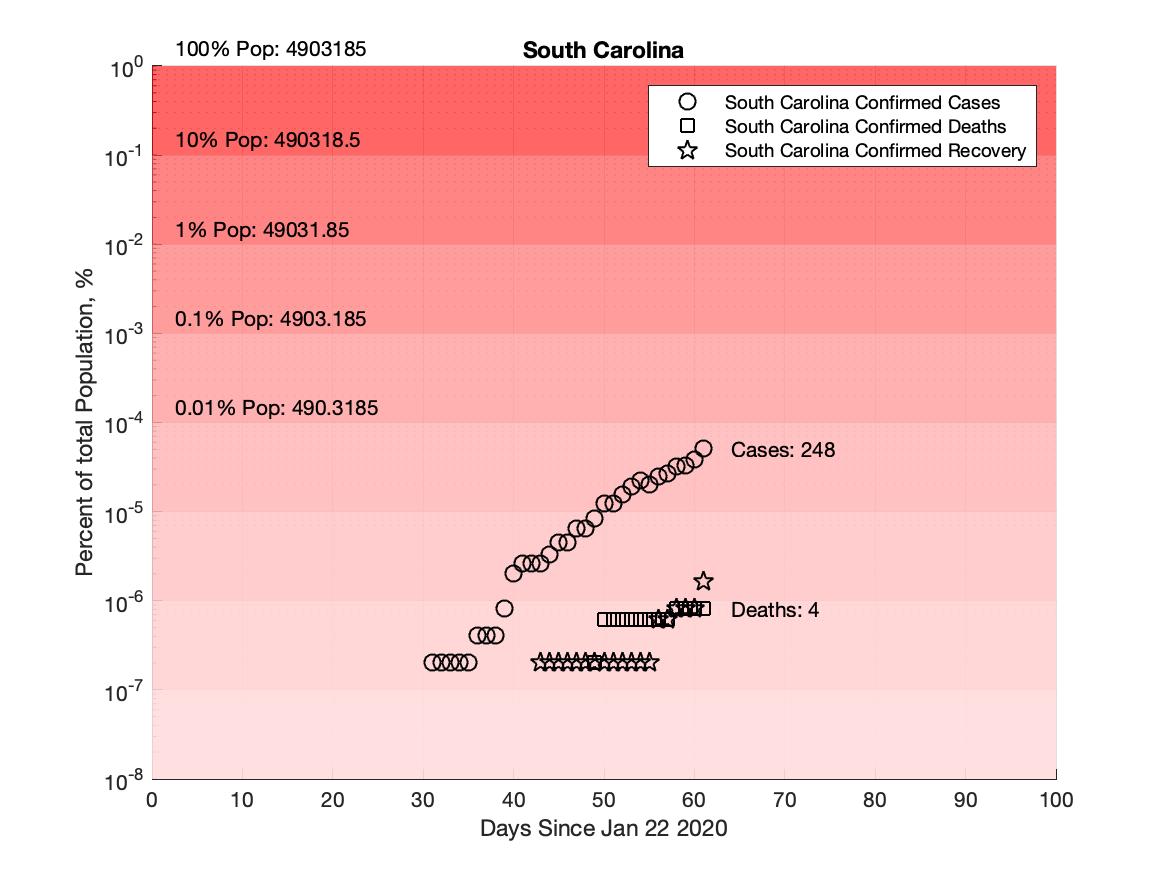 South Carolina
100% Pop: 4903185
10% Pop: 490318.5
1% Pop: 49031.85
0.1% Pop: 4903.185
0.01% Pop: 490.3185
South Carolina Confirmed Cases
South Carolina Confirmed Deaths
South Carolina Confirmed Recovery
Cases: 248
Deaths: 4
Percent of total Population, %
10^0
10^-1
10^-2
10^-3
10^-4
10^-5
10^-6
10^-7
10^-8
0 10 20 30 40 50 60 70 80 90 100
Days Since Jan 22 2020